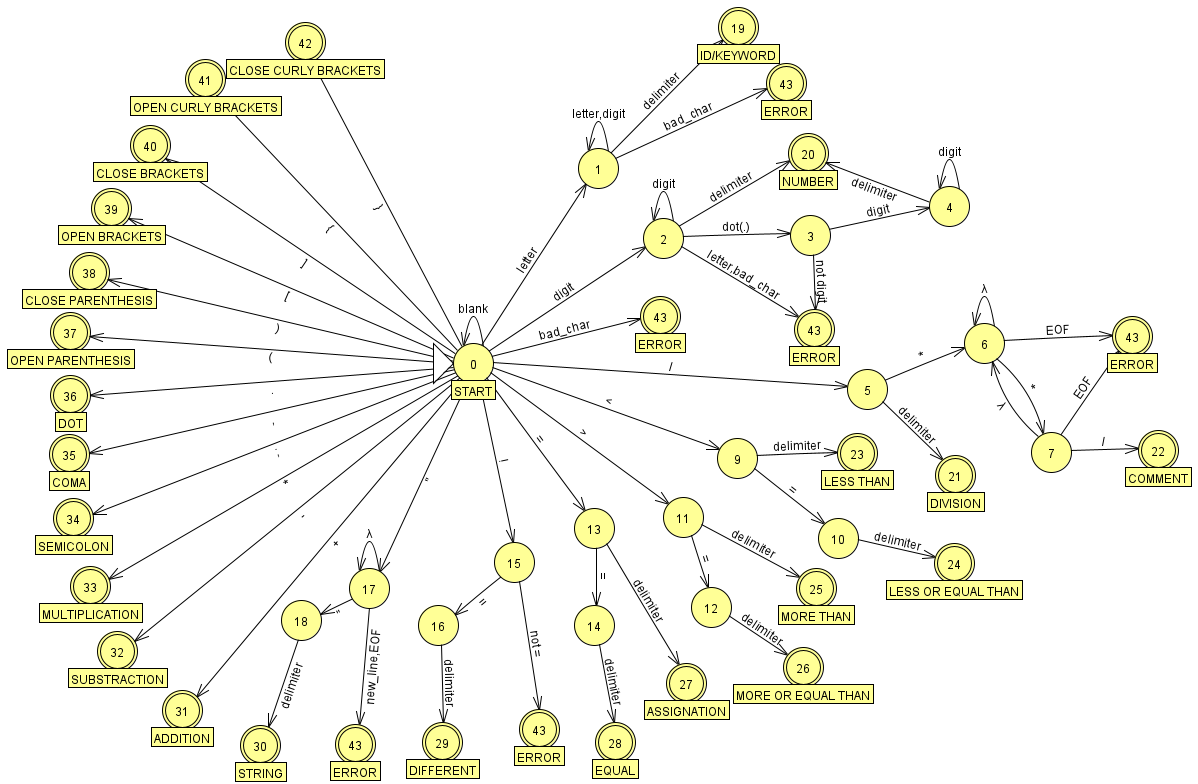 42
CLOSE CURLY BRACKETS
41
OPEN CURLY BRACKETS
40
CLOSE BRACKETS
39
OPEN BRACKETS
38
CLOSE PARENTHESIS
37
OPEN PARENTHESIS
36
DOT
35
COMA
34
SEMICOLON
33
MULTIPLICATION
32
SUBSTRACTION
31
ADDITION
}
{
]
[
)
(
.
,
;
*
-
+
"
blank
0
START
letter
letter,digit
1
delimiter
19
ID/KEYWORD
bad_char
43
ERROR
digit
digit
2
delimiter
20
NUMBER
dot(.)
3
digit
digit
4
delimiter
letter,bad_char
not digit
43
ERROR
bad_char
43
ERROR
/
5
*
λ
6
EOF
43
ERROR
*
λ
EOF
7
/
22
COMMENT
delimiter
21
DIVISION
<
9
delimiter
23
LESS THAN
=
10
delimiter
24
LESS OR EQUAL THAN
>
11
delimiter
25
MORE THAN
=
12
delimiter
26
MORE OR EQUAL THAN
=
13
delimiter
27
ASSIGNATION
=
14
delimiter
28
EQUAL
15
=
16
delimiter
29
DIFFERENT
not =
43
ERROR
λ
17
"
18
delimiter
30
STRING
new_line,EOF
43
ERROR